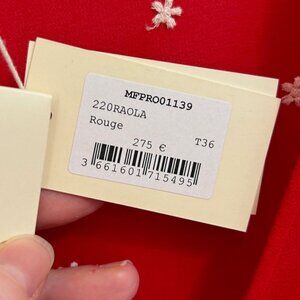 MFPRO01139
220RAOLA
Rouge
275 € T36
3 661601 715495